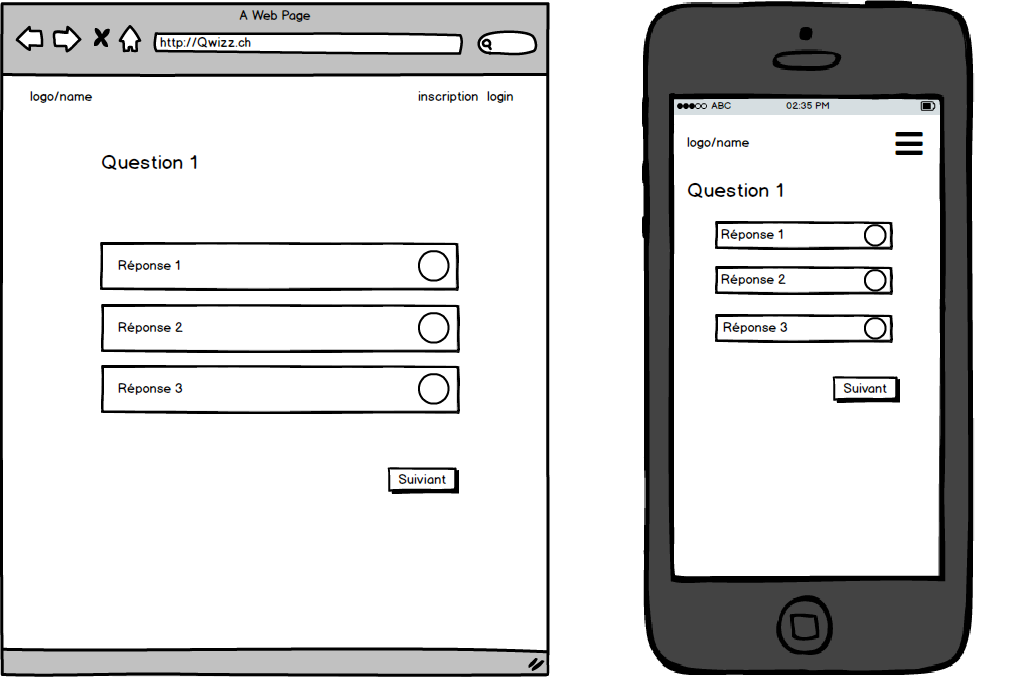 A Web Page
http://Qwizz.ch
logo/name
inscription login
Question 1
Réponse 1
Réponse 2
Réponse 3
Suiviant
ABC 02:35 PM
logo/name
Question 1
Réponse 1
Réponse 2
Réponse 3
Suivant